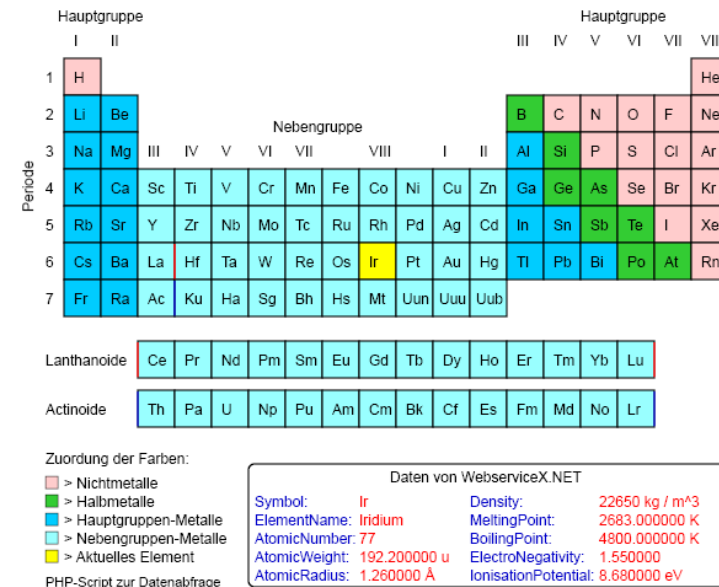 Hauptgruppe Hauptgruppe
I II III IV V VI VII VII
1 H He
2 Li Be B C N O F Ne
Nebengruppe
3 Na Mg III IV V VI VII VIII I II Al Si P S Cl Ar
4 K Ca Sc Ti V Cr Mn Fe Co Ni Cu Zn Ga Ge As Se Br Kr
5 Rb Sr Y Zr Nb Mo Tc Ru Rh Pd Ag Cd In Sn Sb Te I Xe
6 Cs Ba La Hf Ta W Re Os Ir Pt Au Hg Tl Pb Bi Po At Rn
7 Fr Ra Ac Ku Ha Sg Bh Hs Mt Uun Uuu Uub
Periode
Lanthanoide Ce Pr Nd Pm Sm Eu Gd Tb Dy Ho Er Tm Yb Lu
Actinoide Th Pa U Np Pu Am Cm Bk Cf Es Fm Md No Lr
Zuordung der Farben:
> Nichtmetalle
> Halbmetalle
> Hauptgruppen-Metalle
> Nebengruppen-Metalle
> Aktuelles Element
PHP-Script zur Datenabfrage
Daten von WebserviceX.NET
Symbol: Ir Density: 22650 kg / m^3
ElementName: Iridium MeltingPoint: 2683.000000 K
AtomicNumber: 77 BoilingPoint: 4800.000000 K
AtomicWeight: 192.200000 u ElectroNegativity: 1.550000
AtomicRadius: 1.260000 Å IonisationPotential: 8.680000 eV